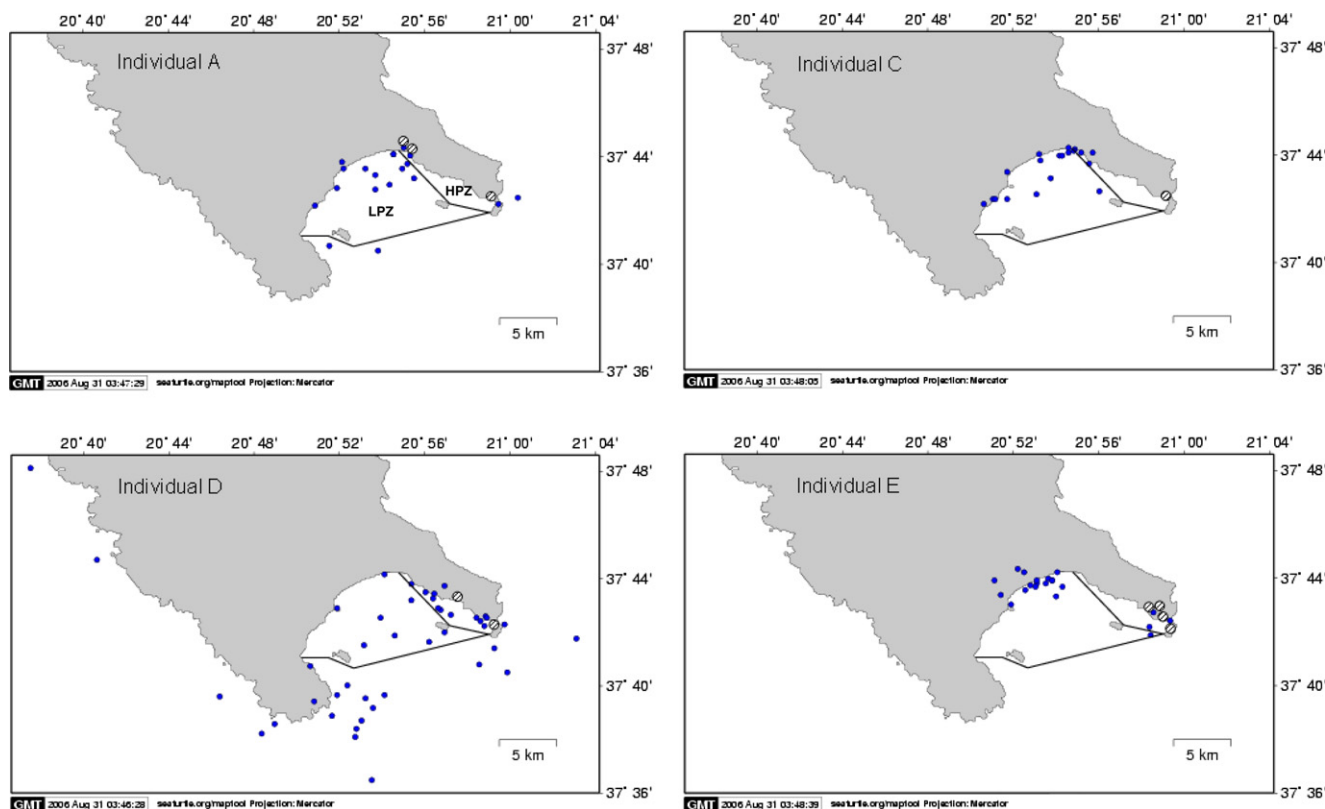 20° 40' 20° 44' 20° 48' 20° 52' 20° 56' 21° 00' 21° 04'
Individual A
37° 48'
37° 44'
HPZ
LPZ
37° 40'
5 km
37° 36'
GMT 2006 Aug 31 03:47:29 seaturtle.org/maptool Projection: Mercator
20° 40' 20° 44' 20° 48' 20° 52' 20° 56' 21° 00' 21° 04'
Individual C
37° 48'
37° 44'
37° 40'
5 km
37° 36'
GMT 2006 Aug 31 03:48:05 seaturtle.org/maptool Projection: Mercator
20° 40' 20° 44' 20° 48' 20° 52' 20° 56' 21° 00' 21° 04'
Individual D
37° 48'
37° 44'
37° 40'
5 km
37° 36'
GMT 2006 Aug 31 03:46:28 seaturtle.org/maptool Projection: Mercator
20° 40' 20° 44' 20° 48' 20° 52' 20° 56' 21° 00' 21° 04'
Individual E
37° 48'
37° 44'
37° 40'
5 km
37° 36'
GMT 2006 Aug 31 03:48:39 seaturtle.org/maptool Projection: Mercator